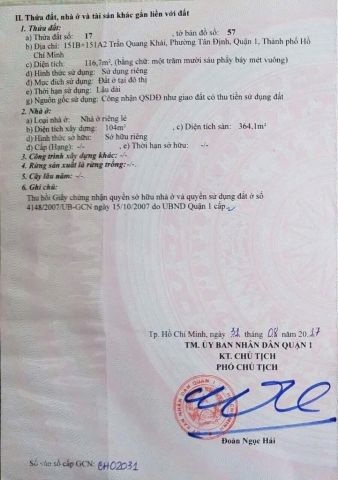 II. Thửa đất, nhà ở và tài sản khác gắn liền với đất
1. Thửa đất:
a) Thửa đất số: 17 , tờ bản đồ số: 57
b) Địa chỉ: 151B+151A2 Trần Quang Khải, Phường Tân Định, Quận 1, Thành phố Hồ
Chí Minh
c) Diện tích: 116,7m², (bằng chữ: một trăm mười sáu phẩy bảy mét vuông)
d) Hình thức sử dụng: Sử dụng riêng
đ) Mục đích sử dụng: Đất ở tại đô thị
e) Thời hạn sử dụng: Lâu dài
g) Nguồn gốc sử dụng: Công nhận QSDĐ như giao đất có thu tiền sử dụng đất
2. Nhà ở:
a) Loại nhà ở: Nhà ở riêng lẻ
b) Diện tích xây dựng: 104m² , c) Diện tích sàn: 364,1m²
d) Hình thức sở hữu: Sở hữu riêng
đ) Cấp (Hạng): -/- , e) Thời hạn sở hữu: -/-
3. Công trình xây dựng khác: -/-
4. Rừng sản xuất là rừng trồng: -/-
5. Cây lâu năm: -/-
6. Ghi chú:
Thu hồi Giấy chứng nhận quyền sở hữu nhà ở và quyền sử dụng đất ở số
4148/2007/UB-GCN ngày 15/10/2007 do UBND Quận 1 cấp.
Tp. Hồ Chí Minh, ngày 31 tháng 08 năm 2017
TM. ỦY BAN NHÂN DÂN QUẬN 1
KT. CHỦ TỊCH
PHÓ CHỦ TỊCH
Đoàn Ngọc Hải
Số vào sổ cấp GCN: CH02031